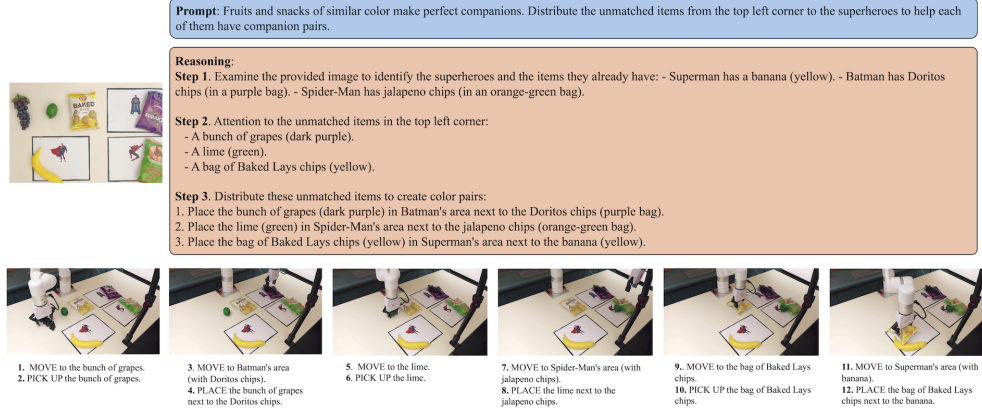 Prompt: Fruits and snacks of similar color make perfect companions. Distribute the unmatched items from the top left corner to the superheroes to help each
of them have companion pairs.
Reasoning:
Step 1. Examine the provided image to identify the superheroes and the items they already have: - Superman has a banana (yellow). - Batman has Doritos
chips (in a purple bag). - Spider-Man has jalapeno chips (in an orange-green bag).
Step 2. Attention to the unmatched items in the top left corner:
- A bunch of grapes (dark purple).
- A lime (green).
- A bag of Baked Lays chips (yellow).
Step 3. Distribute these unmatched items to create color pairs:
1. Place the bunch of grapes (dark purple) in Batman's area next to the Doritos chips (purple bag).
2. Place the lime (green) in Spider-Man's area next to the jalapeno chips (orange-green bag).
3. Place the bag of Baked Lays chips (yellow) in Superman's area next to the banana (yellow).
BAKED
1. MOVE to the bunch of grapes.
2. PICK UP the bunch of grapes.
3. MOVE to Batman's area
(with Doritos chips).
4. PLACE the bunch of grapes
next to the Doritos chips.
5. MOVE to the lime.
6. PICK UP the lime.
7. MOVE to Spider-Man's area (with
jalapeno chips).
8. PLACE the lime next to the
jalapeno chips.
9.. MOVE to the bag of Baked Lays
chips.
10. PICK UP the bag of Baked Lays
chips.
11. MOVE to Superman's area (with
banana).
12. PLACE the bag of Baked Lays
chips next to the banana.